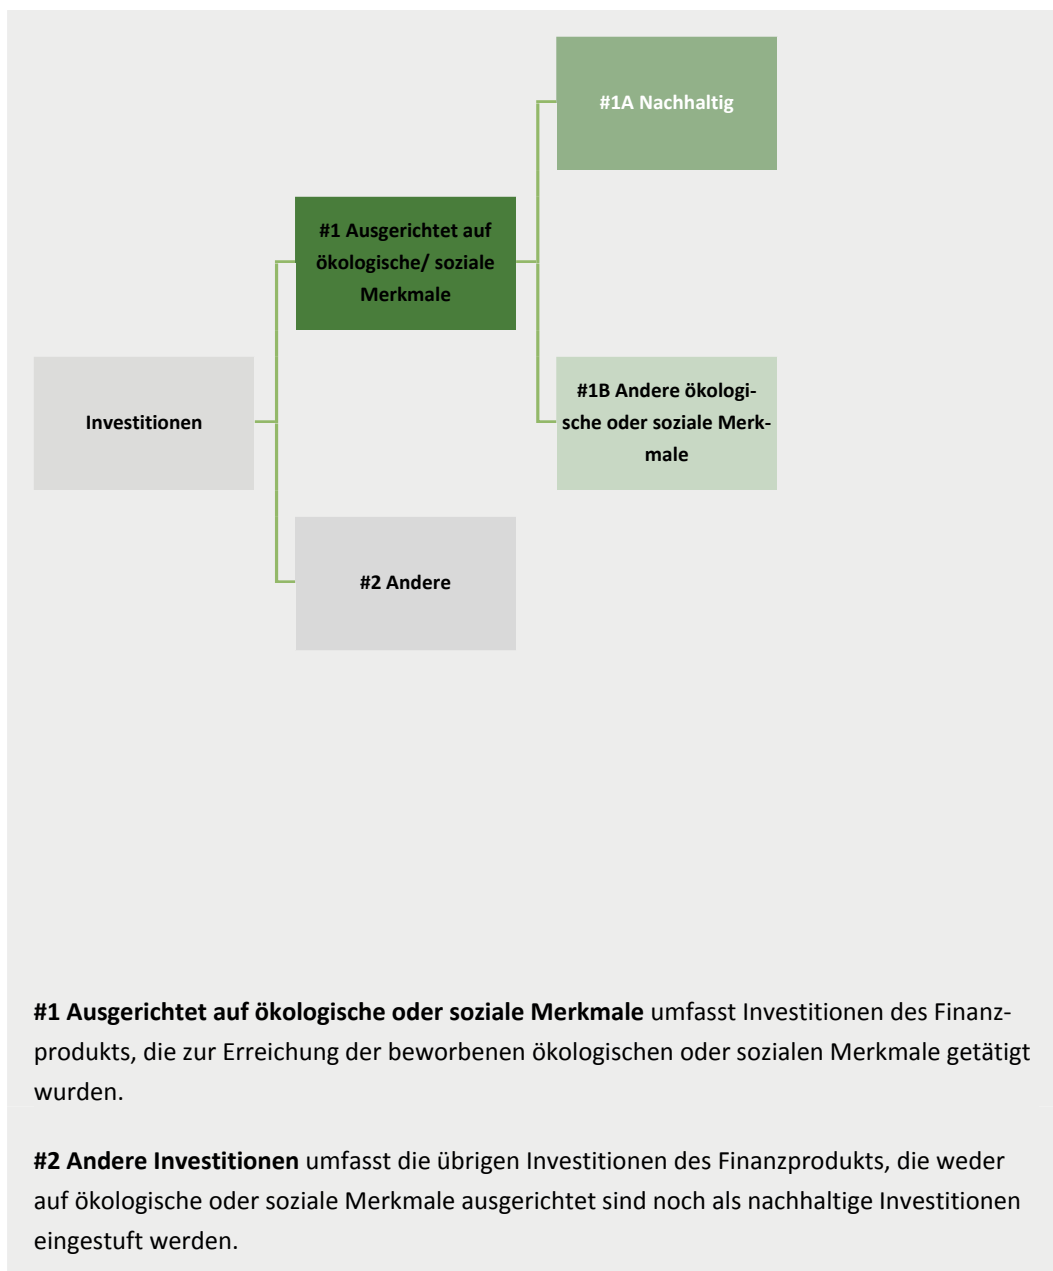 #1A Nachhaltig
#1 Ausgerichtet auf
ökologische/ soziale
Merkmale
Investitionen
#1B Andere ökologi-
sche oder soziale Merk-
male
#2 Andere
#1 Ausgerichtet auf ökologische oder soziale Merkmale umfasst Investitionen des Finanz-
produkts, die zur Erreichung der beworbenen ökologischen oder sozialen Merkmale getätigt
wurden.
#2 Andere Investitionen umfasst die übrigen Investitionen des Finanzprodukts, die weder
auf ökologische oder soziale Merkmale ausgerichtet sind noch als nachhaltige Investitionen
eingestuft werden.